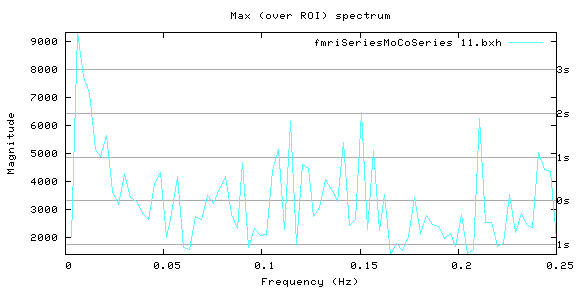 Max (over ROI) spectrum
fmriSeriesMoCoSeries 11.bxh
9000
8000
7000
6000
5000
4000
3000
2000
3s
2s
1s
0s
1s
0
0.05
0.1
0.15
0.2
0.25
Magnitude
Frequency (Hz)